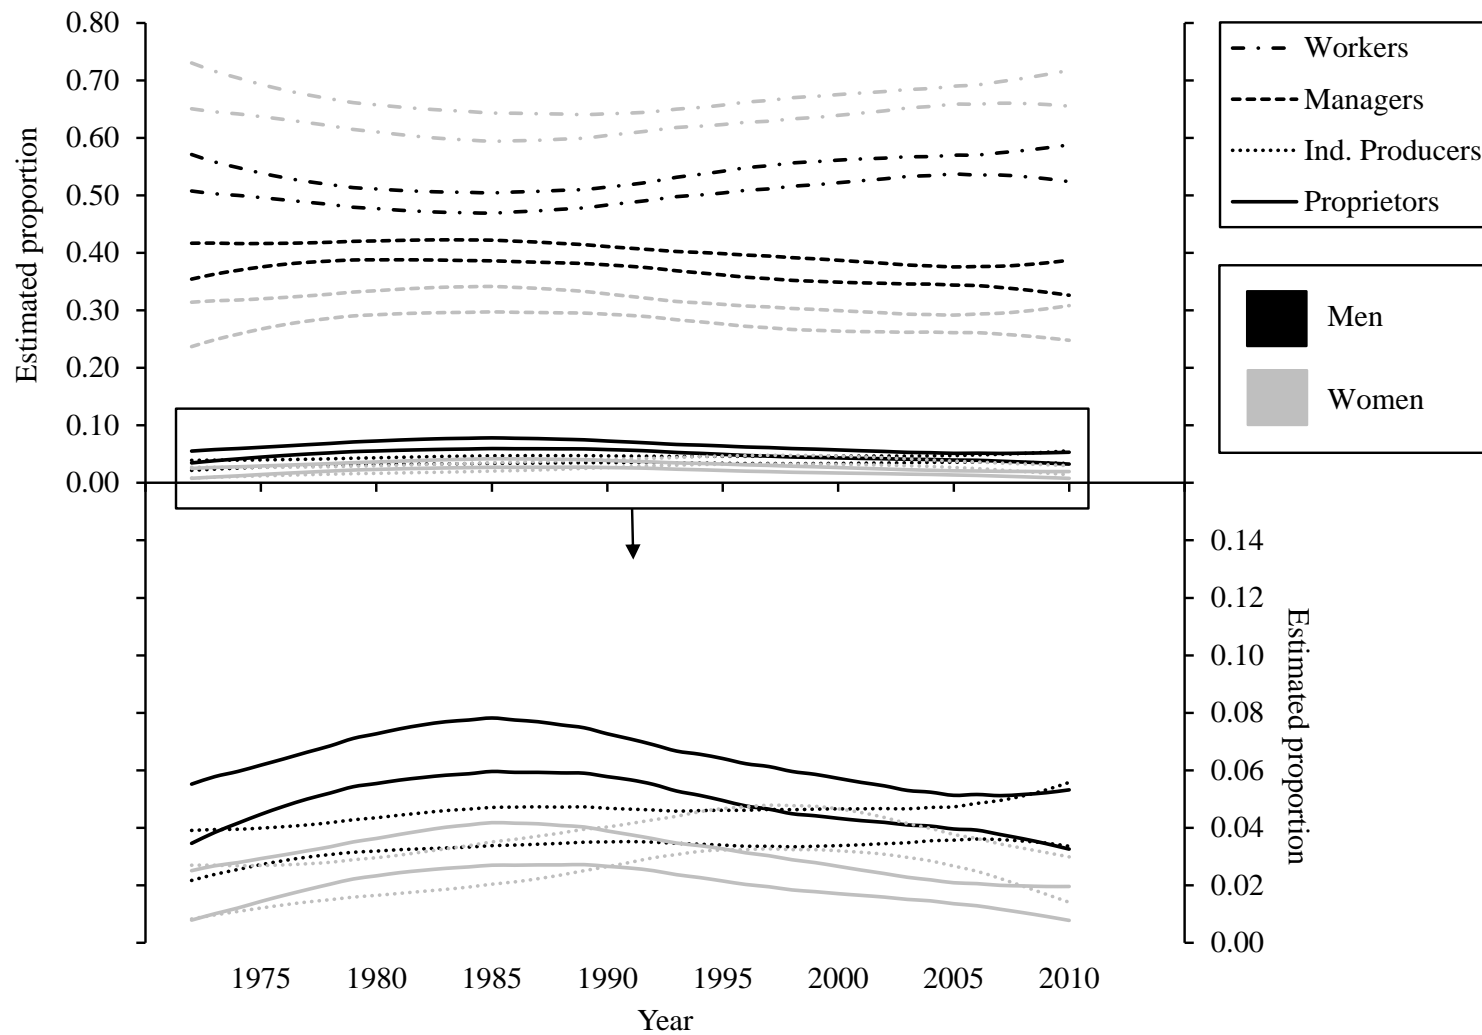 0.80
0.70
0.60
0.50
0.40
0.30
0.20
0.10
0.00
Estimated proportion
Workers
Managers
Ind. Producers
Proprietors
Men
Women
0.14
0.12
0.10
0.08
0.06
0.04
0.02
0.00
Estimated proportion
1975 1980 1985 1990 1995 2000 2005 2010
Year